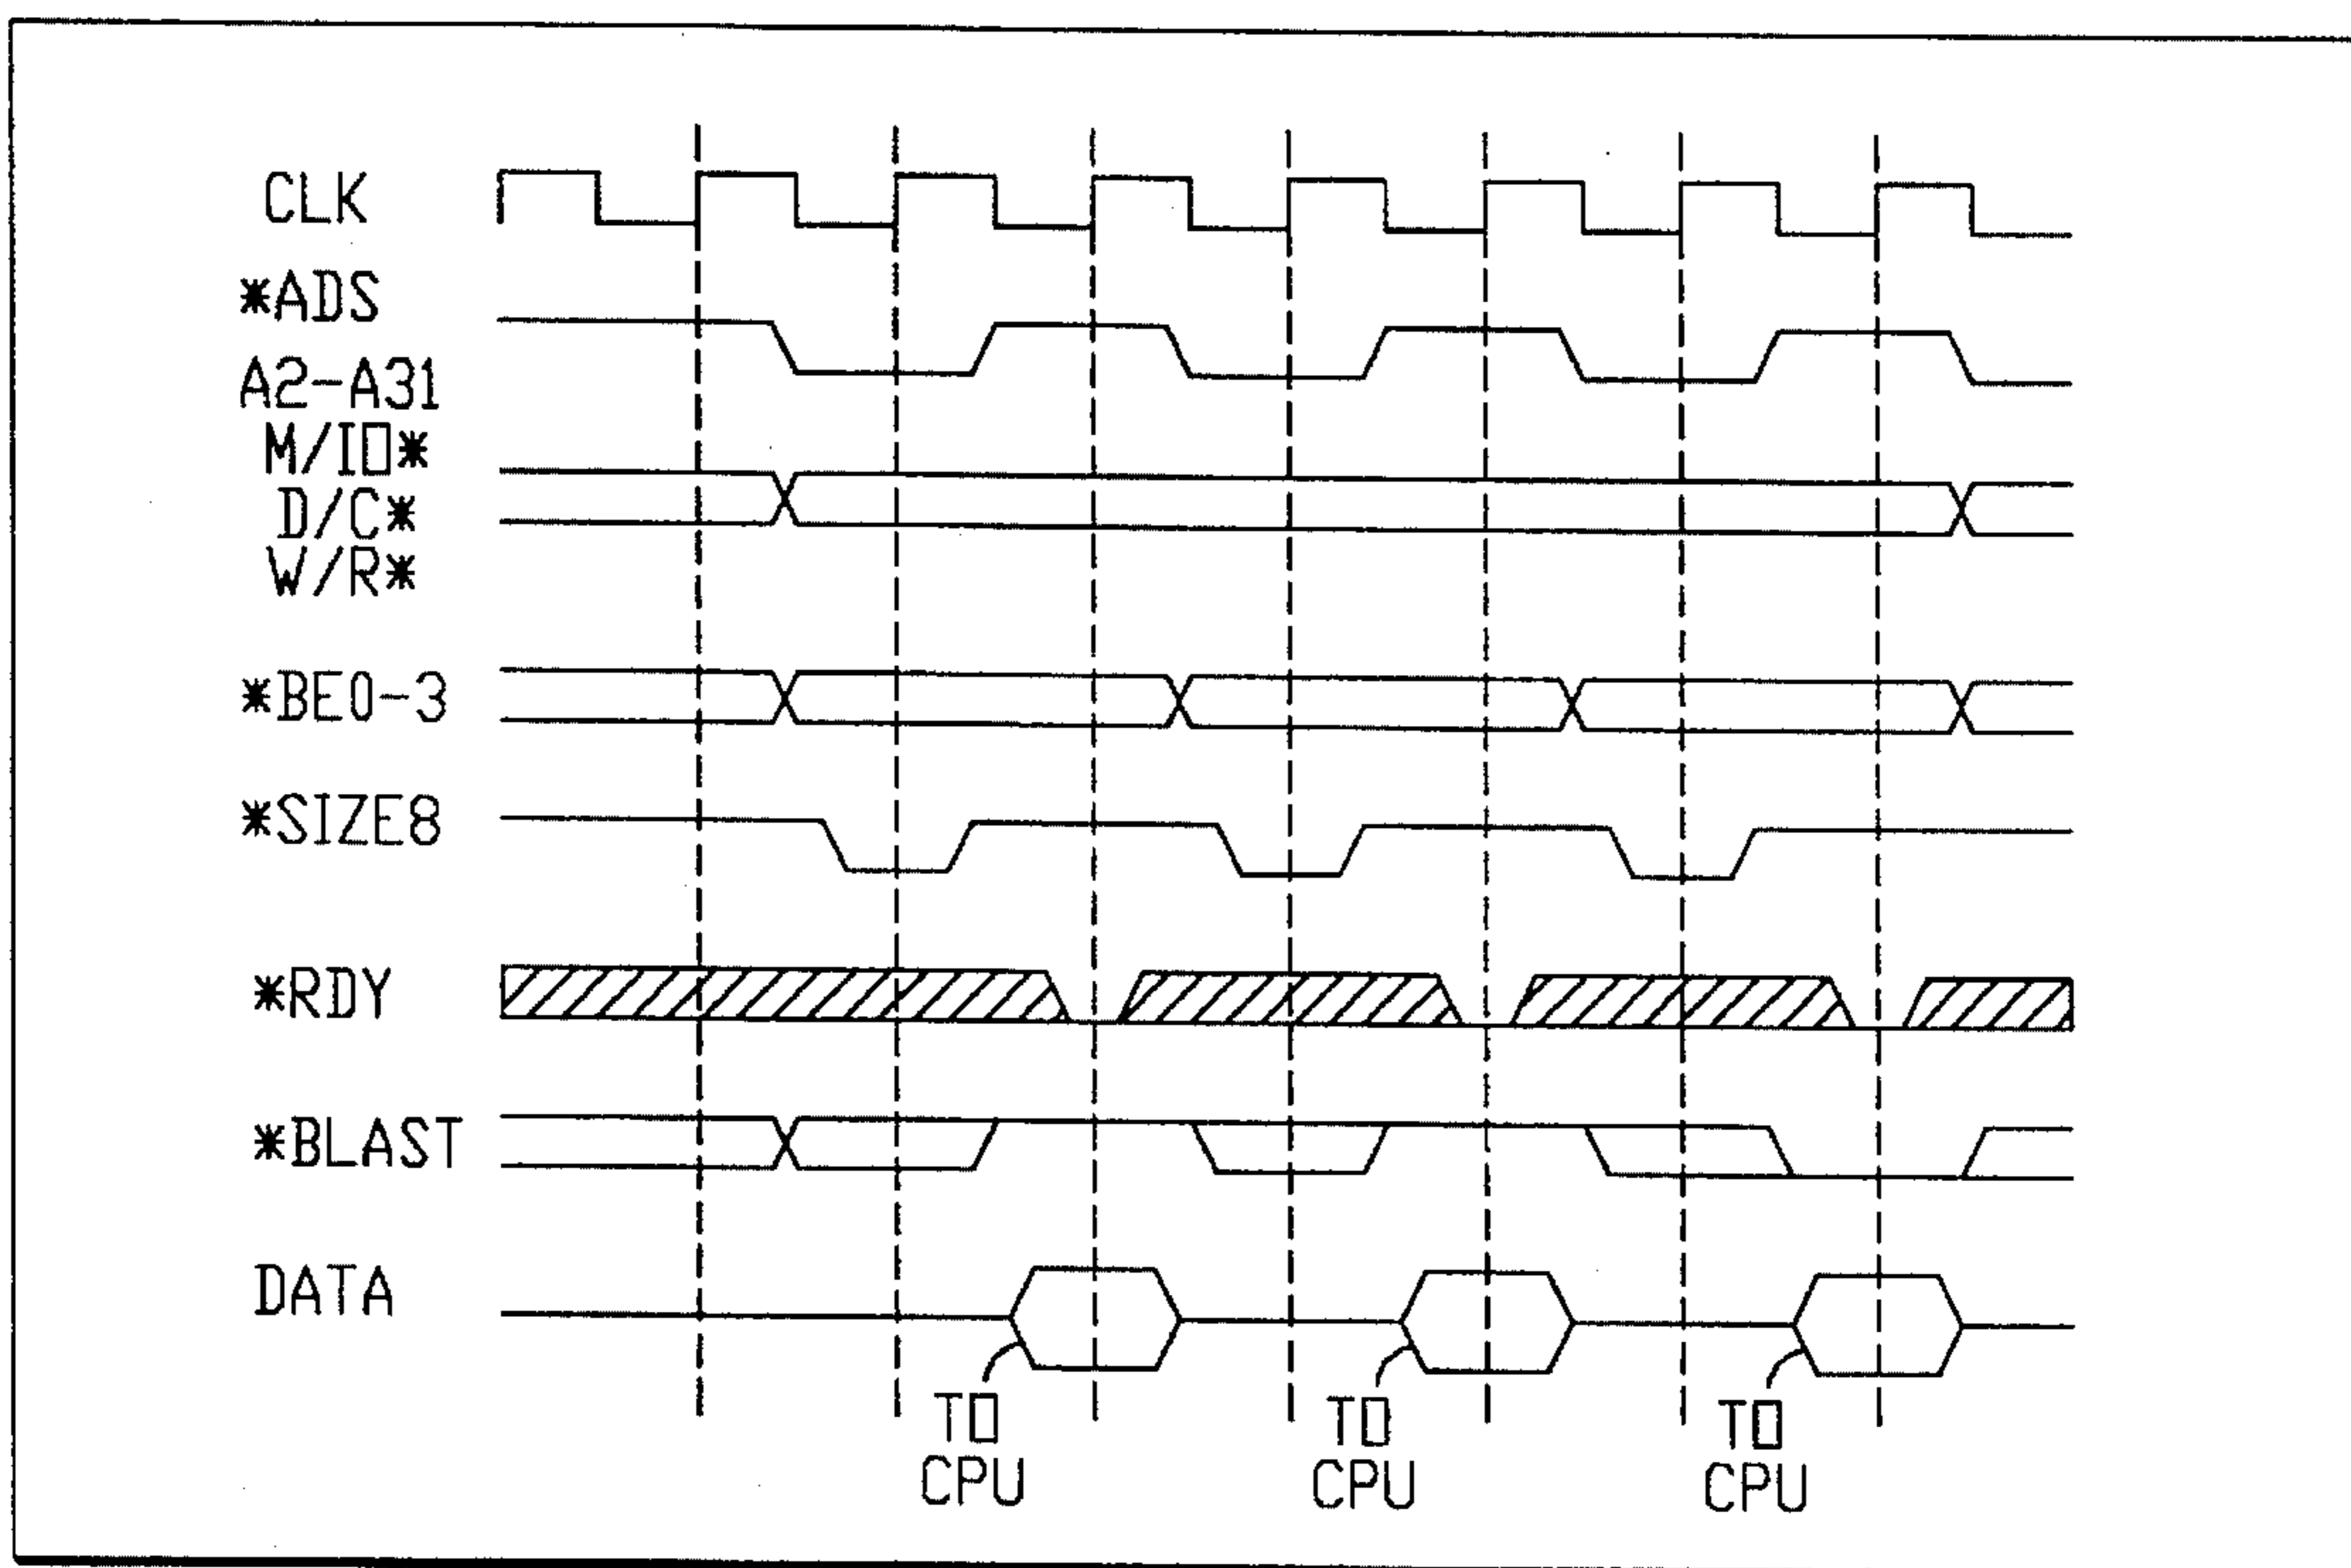 CLK
*ADS
A2-A31
M/IO*
D/C*
W/R*
*BE0-3
*SIZE8
*RDY
*BLAST
DATA
TO
CPU
TO
CPU
TO
CPU